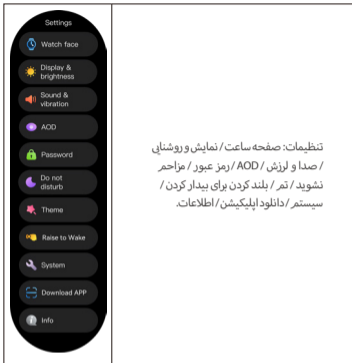 Settings
Watch face
Display &
brightness
Sound &
vibration
AOD
Password
Do not
disturb
Theme
Raise to Wake
System
Download APP
Info
تنظیمات: صفحه ساعت / نمایش و روشنایی
/ صدا و لرزش / AOD / رمز عبور / مزاحم
نشوید / تم / بلند کردن برای بیدار کردن /
سیستم / دانلود اپلیکیشن / اطلاعات.